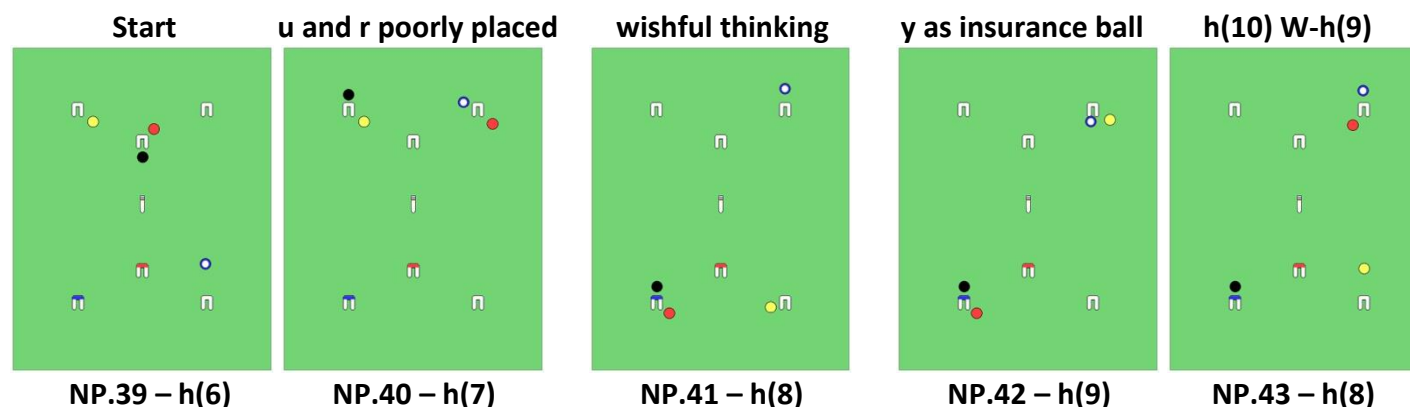 Start
u and r poorly placed
wishful thinking
y as insurance ball
h(10) W-h(9)
NP.39 – h(6)
NP.40 – h(7)
NP.41 – h(8)
NP.42 – h(9)
NP.43 – h(8)